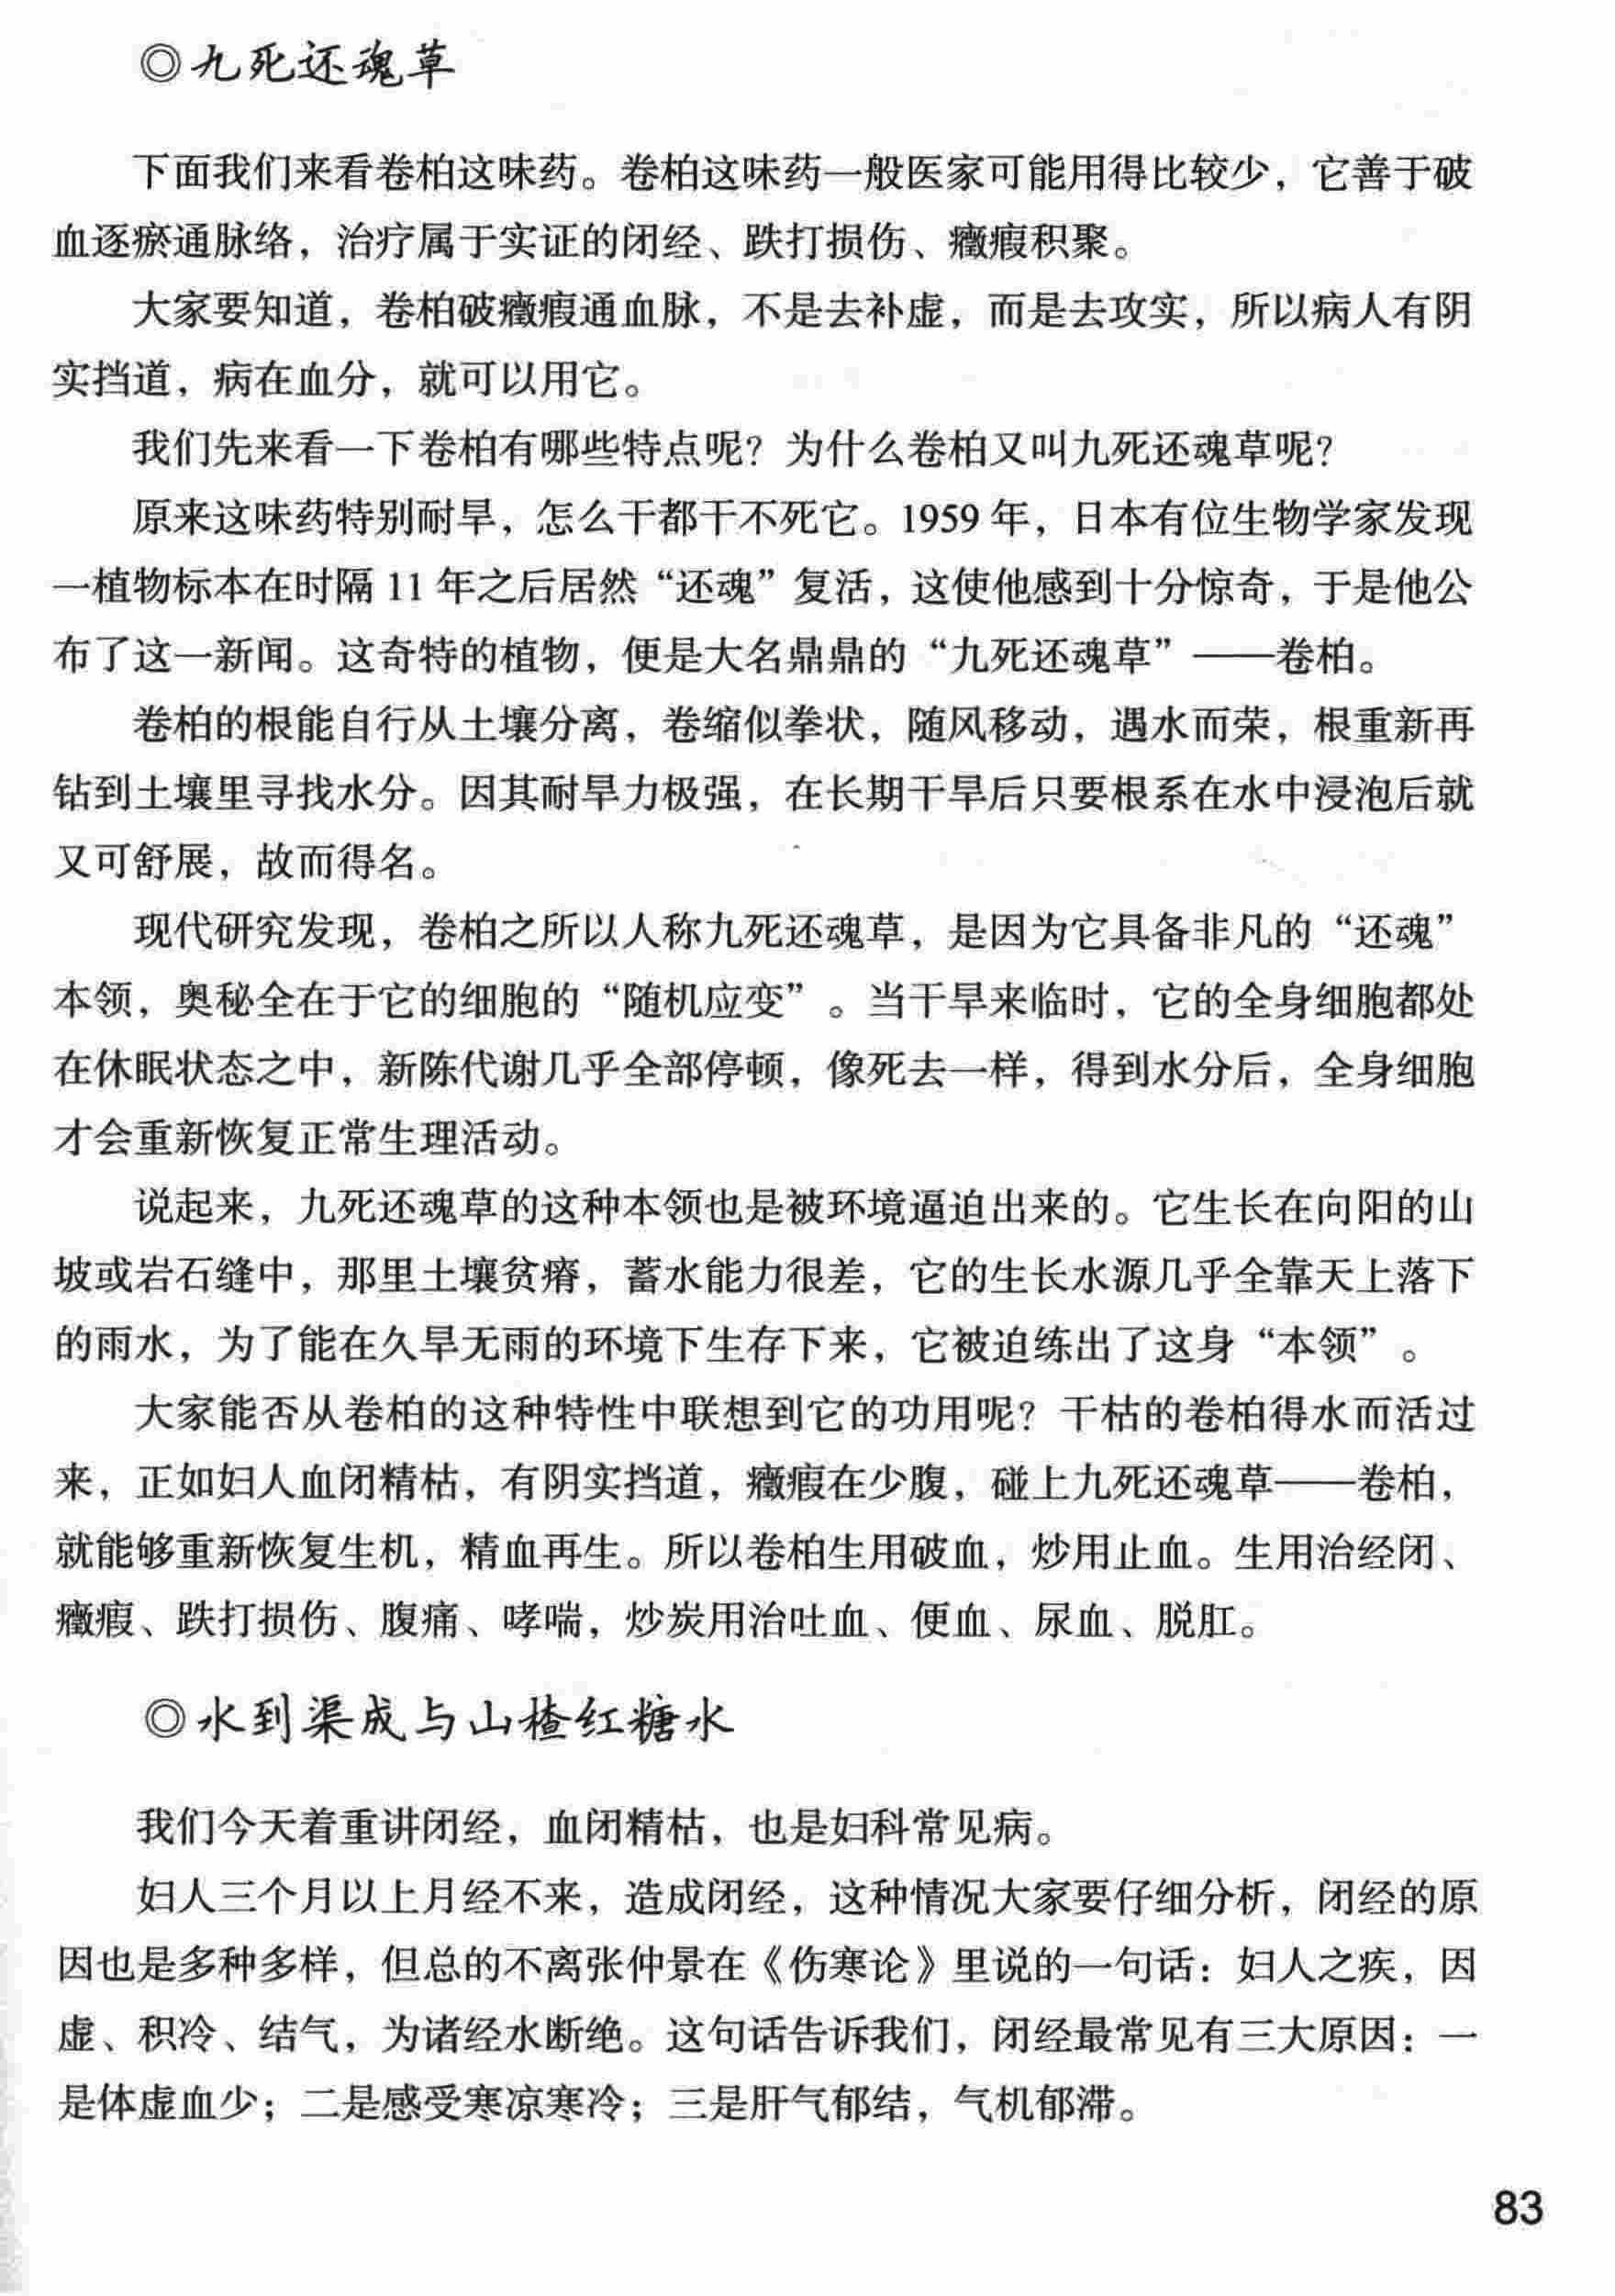 ◎九死还魂草
下面我们来看卷柏这味药。卷柏这味药一般医家可能用得比较少，它善于破
血逐瘀通脉络，治疗属于实证的闭经、跌打损伤、癥瘕积聚。
大家要知道，卷柏破癥瘕通血脉，不是去补虚，而是去攻实，所以病人有阴
实挡道，病在血分，就可以用它。
我们先来看一下卷柏有哪些特点呢？为什么卷柏又叫九死还魂草呢？
原来这味药特别耐旱，怎么干都干不死它。1959 年，日本有位生物学家发现
一植物标本在时隔 11 年之后居然“还魂”复活，这使他感到十分惊奇，于是他公
布了这一新闻。这奇特的植物，便是大名鼎鼎的“九死还魂草”——卷柏。
卷柏的根能自行从土壤分离，卷缩似拳状，随风移动，遇水而荣，根重新再
钻到土壤里寻找水分。因其耐旱力极强，在长期干旱后只要根系在水中浸泡后就
又可舒展，故而得名。
现代研究发现，卷柏之所以人称九死还魂草，是因为它具备非凡的“还魂”
本领，奥秘全在于它的细胞的“随机应变”。当干旱来临时，它的全身细胞都处
在休眠状态之中，新陈代谢几乎全部停顿，像死去一样，得到水分后，全身细胞
才会重新恢复正常生理活动。
说起来，九死还魂草的这种本领也是被环境逼迫出来的。它生长在向阳的山
坡或岩石缝中，那里土壤贫瘠，蓄水能力很差，它的生长水源几乎全靠天上落下
的雨水，为了能在久旱无雨的环境下生存下来，它被迫练出了这身“本领”。
大家能否从卷柏的这种特性中联想到它的功用呢？干枯的卷柏得水而活过
来，正如妇人血闭精枯，有阴实挡道，癥瘕在少腹，碰上九死还魂草——卷柏，
就能够重新恢复生机，精血再生。所以卷柏生用破血，炒用止血。生用治经闭、
癥瘕、跌打损伤、腹痛、哮喘，炒炭用治吐血、便血、尿血、脱肛。
◎水到渠成与山楂红糖水
我们今天着重讲闭经，血闭精枯，也是妇科常见病。
妇人三个月以上月经不来，造成闭经，这种情况大家要仔细分析，闭经的原
因也是多种多样，但总的不离张仲景在《伤寒论》里说的一句话：妇人之疾，因
虚、积冷、结气，为诸经水断绝。这句话告诉我们，闭经最常见有三大原因：一
是体虚血少；二是感受寒凉寒冷；三是肝气郁结，气机郁滞。
83